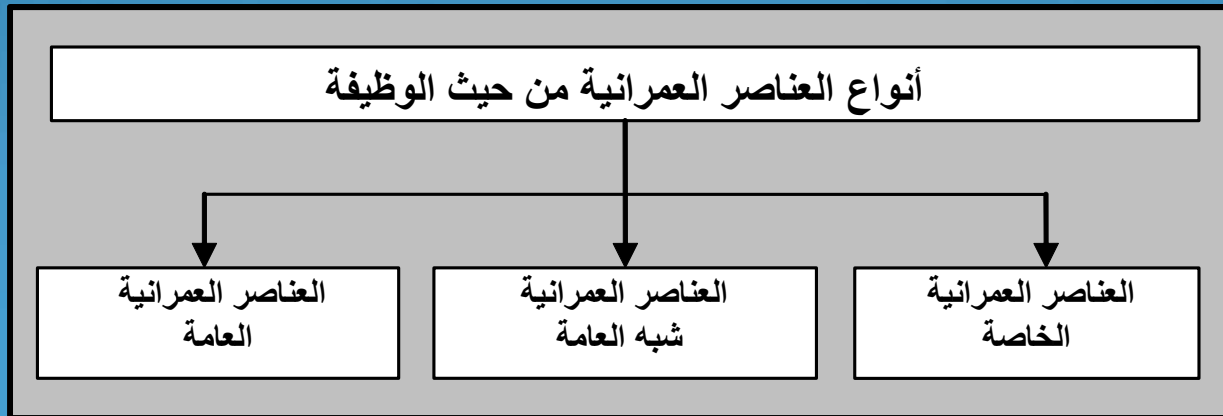 أنواع العناصر العمرانية من حيث الوظيفة
العناصر العمرانية
الخاصة
العناصر العمرانية
شبه العامة
العناصر العمرانية
العامة